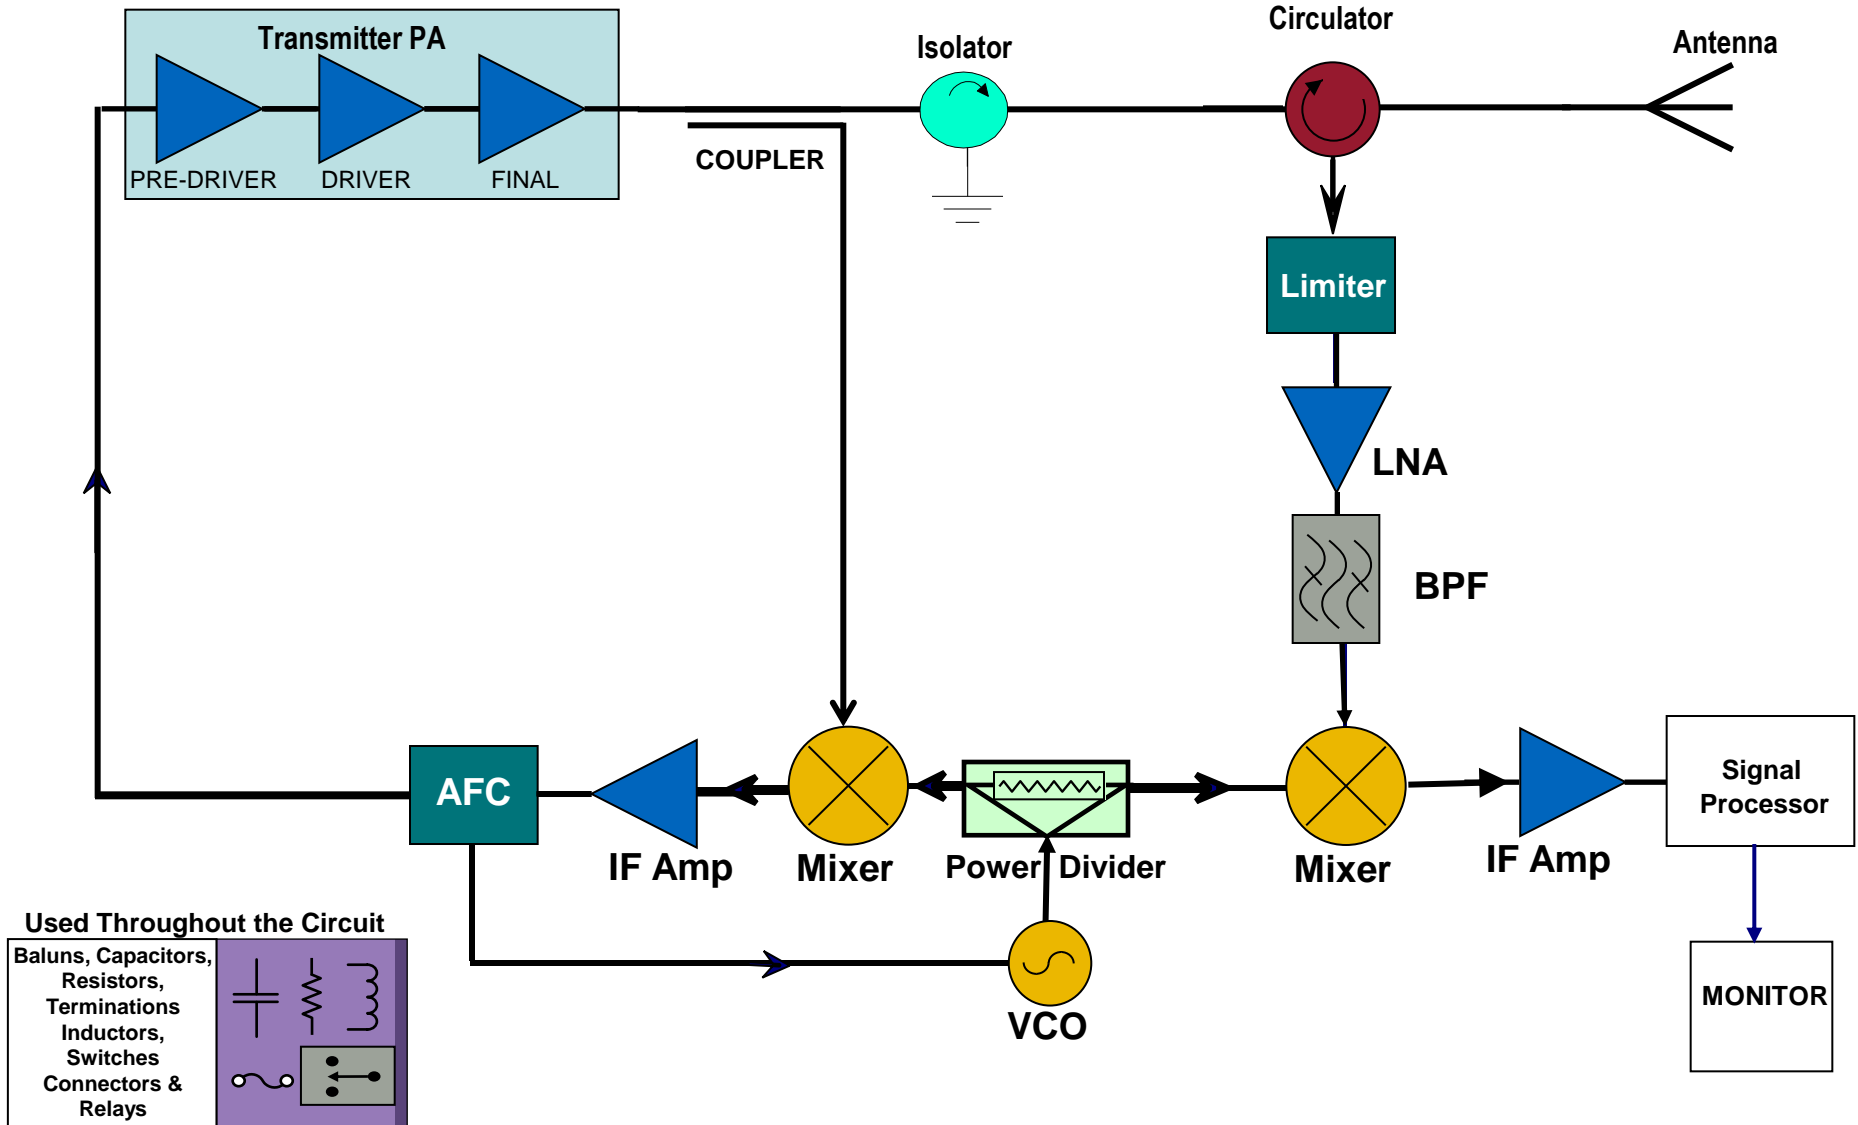 Transmitter PA
PRE-DRIVER
DRIVER
FINAL
COUPLER
Isolator
Circulator
Antenna
Limiter
LNA
BPF
AFC
IF Amp
Mixer
Power Divider
Mixer
IF Amp
Signal
Processor
VCO
MONITOR
Used Throughout the Circuit
Baluns, Capacitors,
Resistors,
Terminations
Inductors,
Switches
Connectors &
Relays